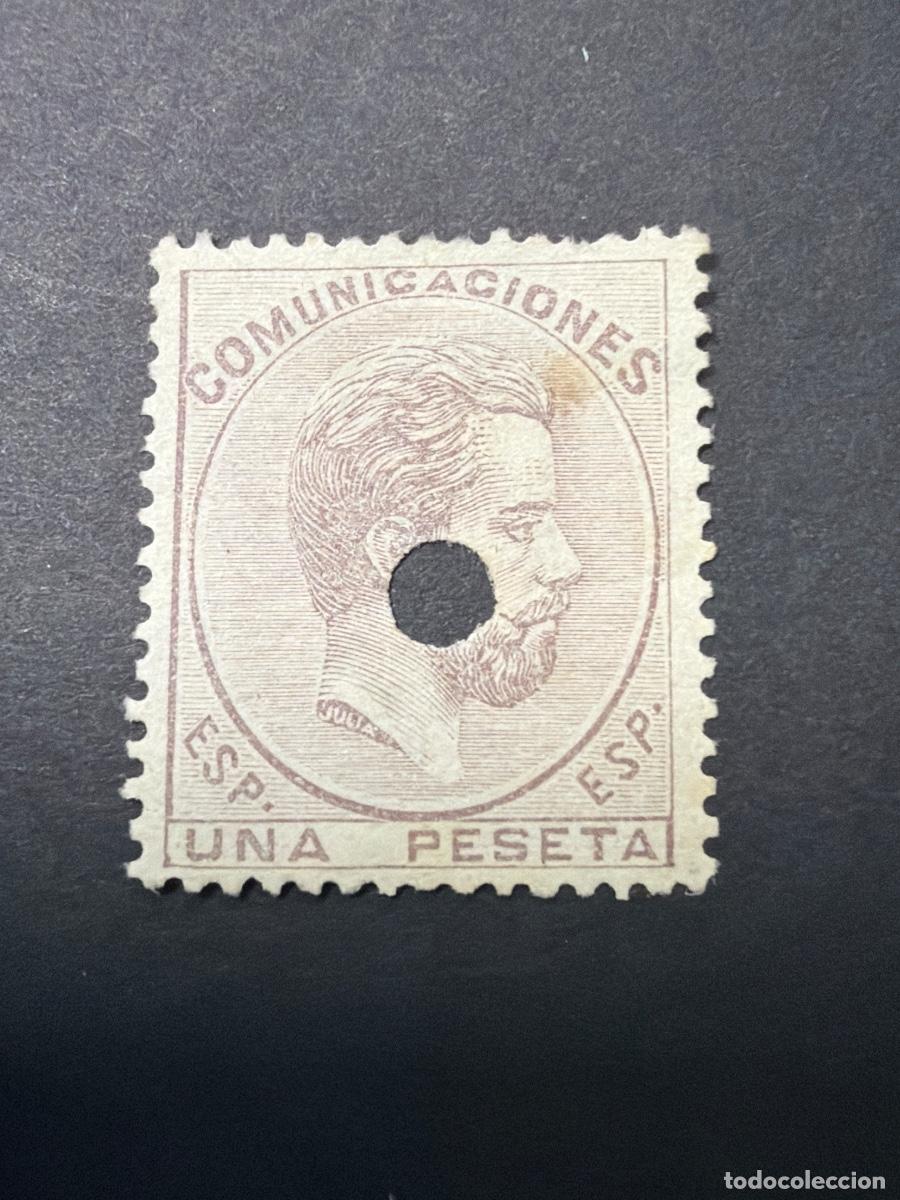 COMUNICACIONES
JULIA
ESP.
ESP.
UNA PESETA
todocoleccion